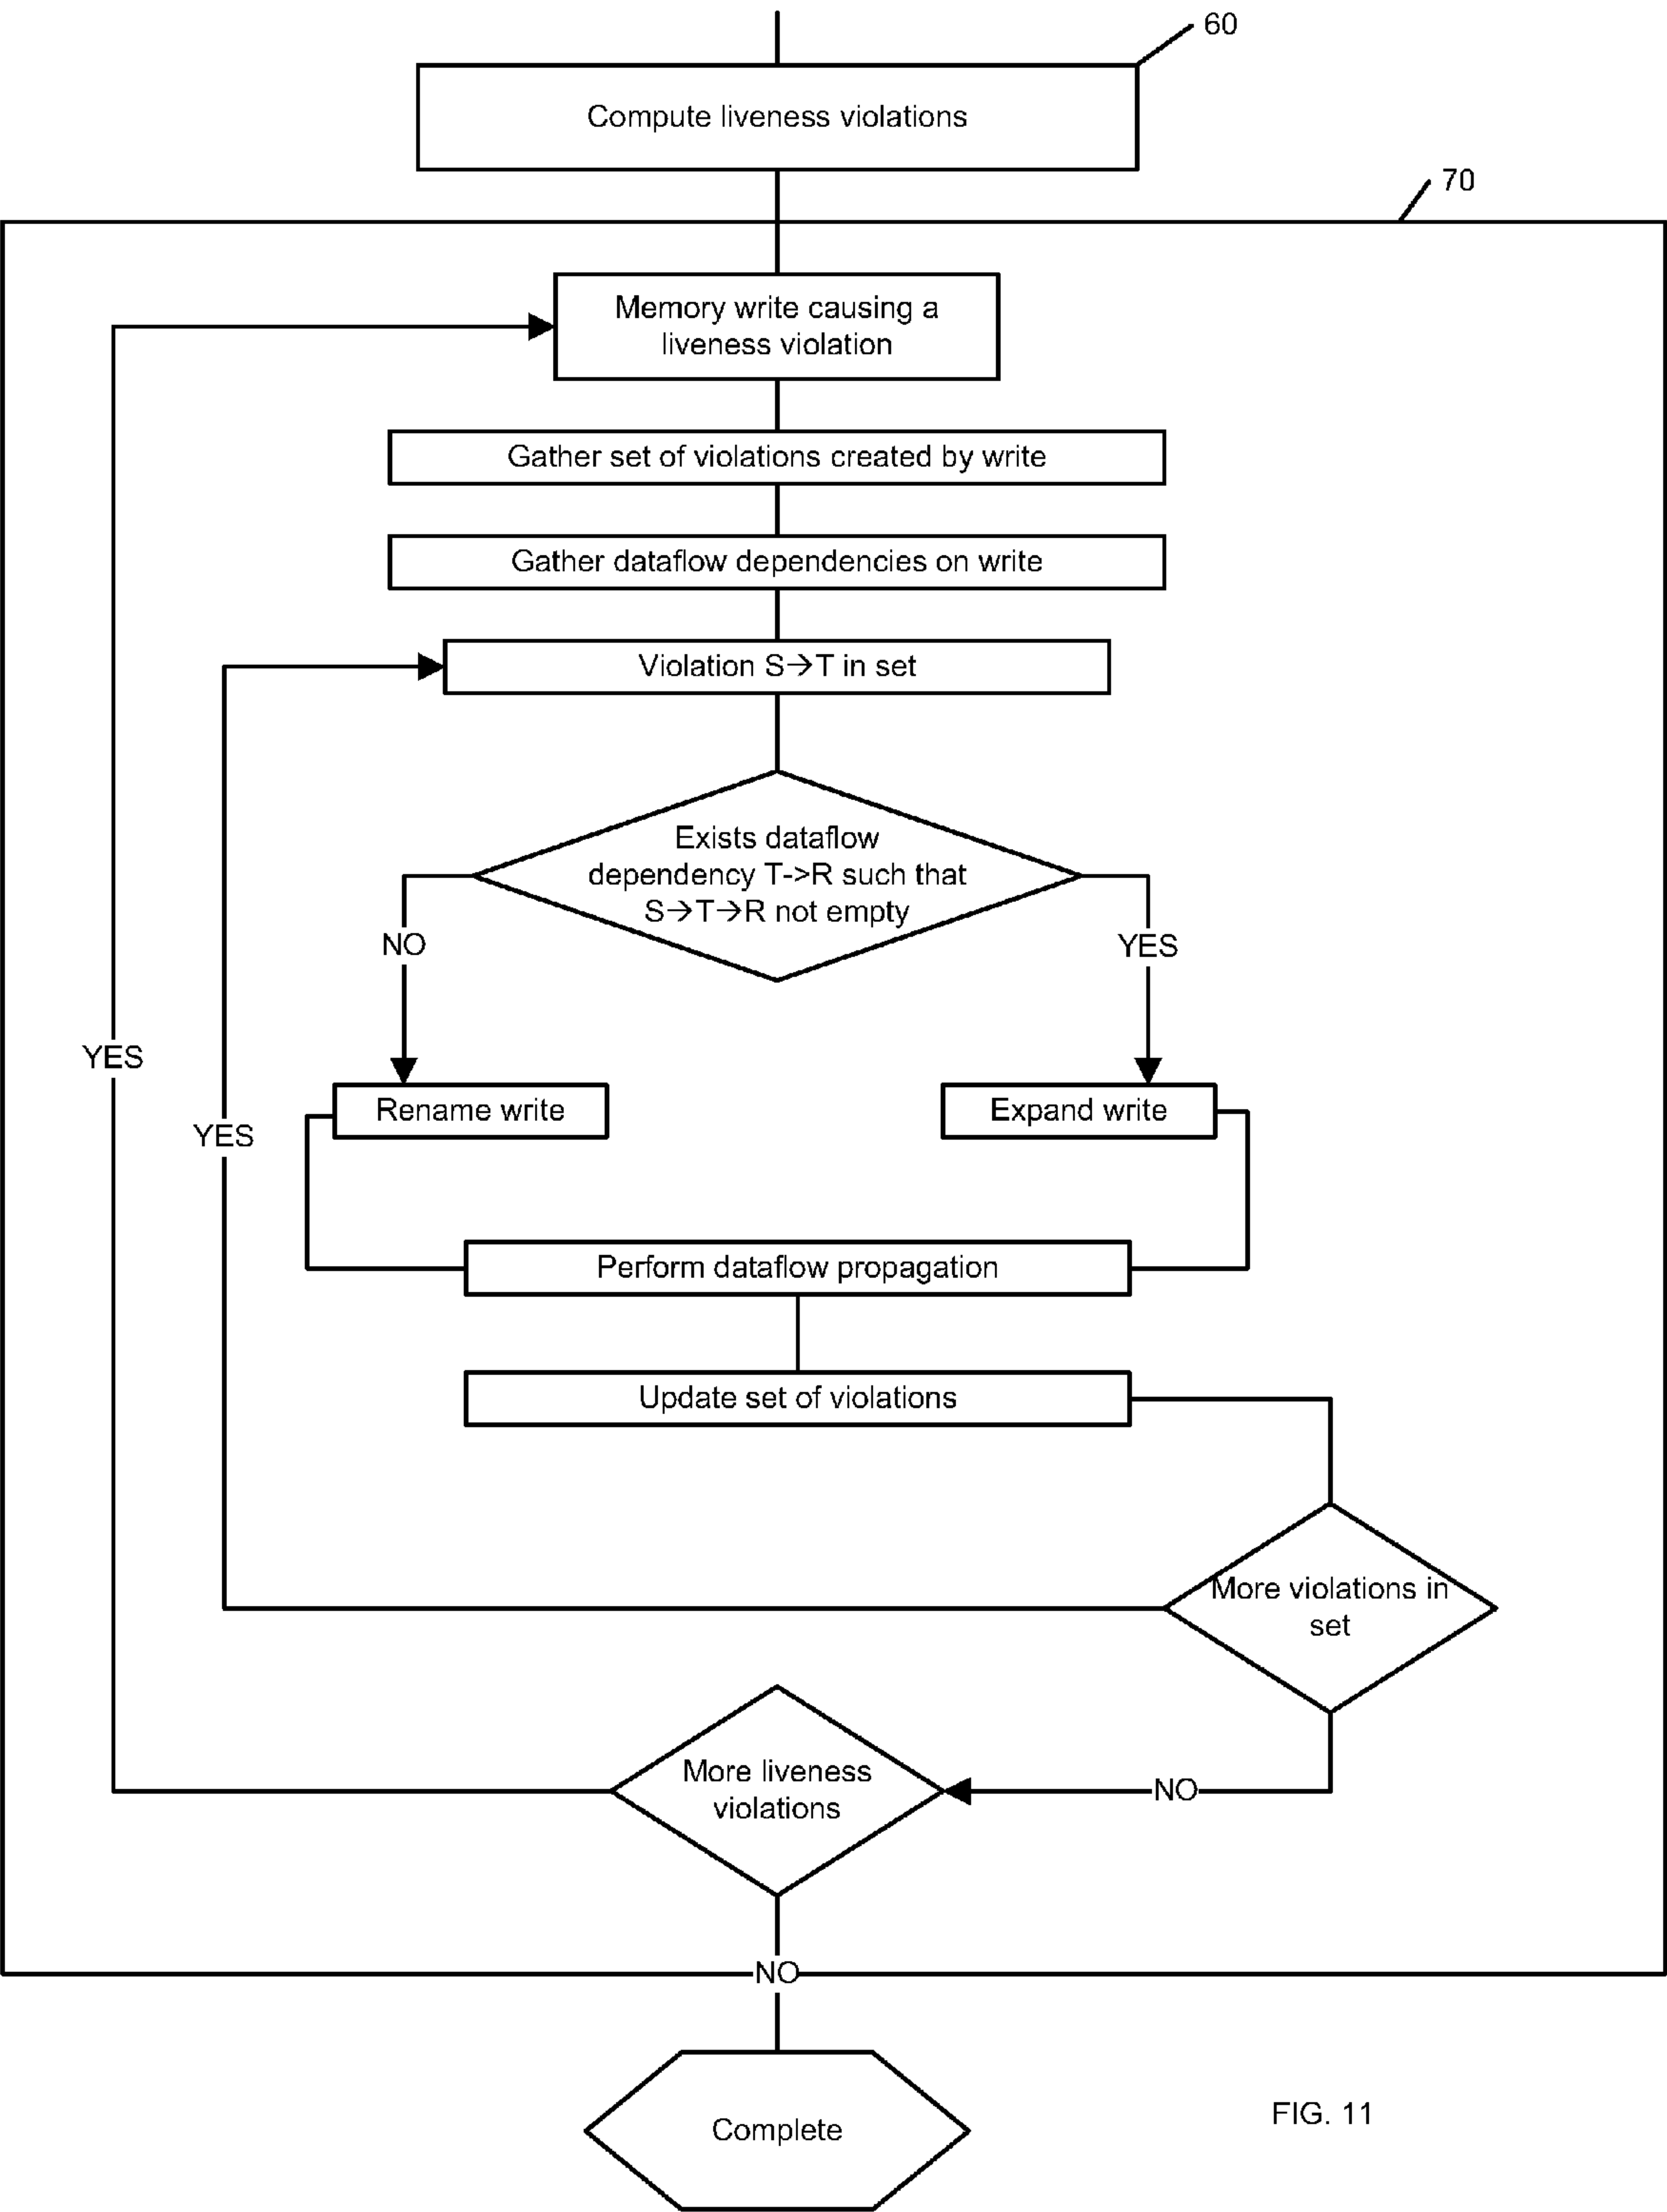 60
Compute liveness violations
70
Memory write causing a
liveness violation
Gather set of violations created by write
Gather dataflow dependencies on write
Violation S→T in set
Exists dataflow
dependency T->R such that
S→T→R not empty
NO
YES
YES
Rename write
Expand write
YES
Perform dataflow propagation
Update set of violations
More violations in
set
More liveness
violations
NO
NO
Complete
FIG. 11